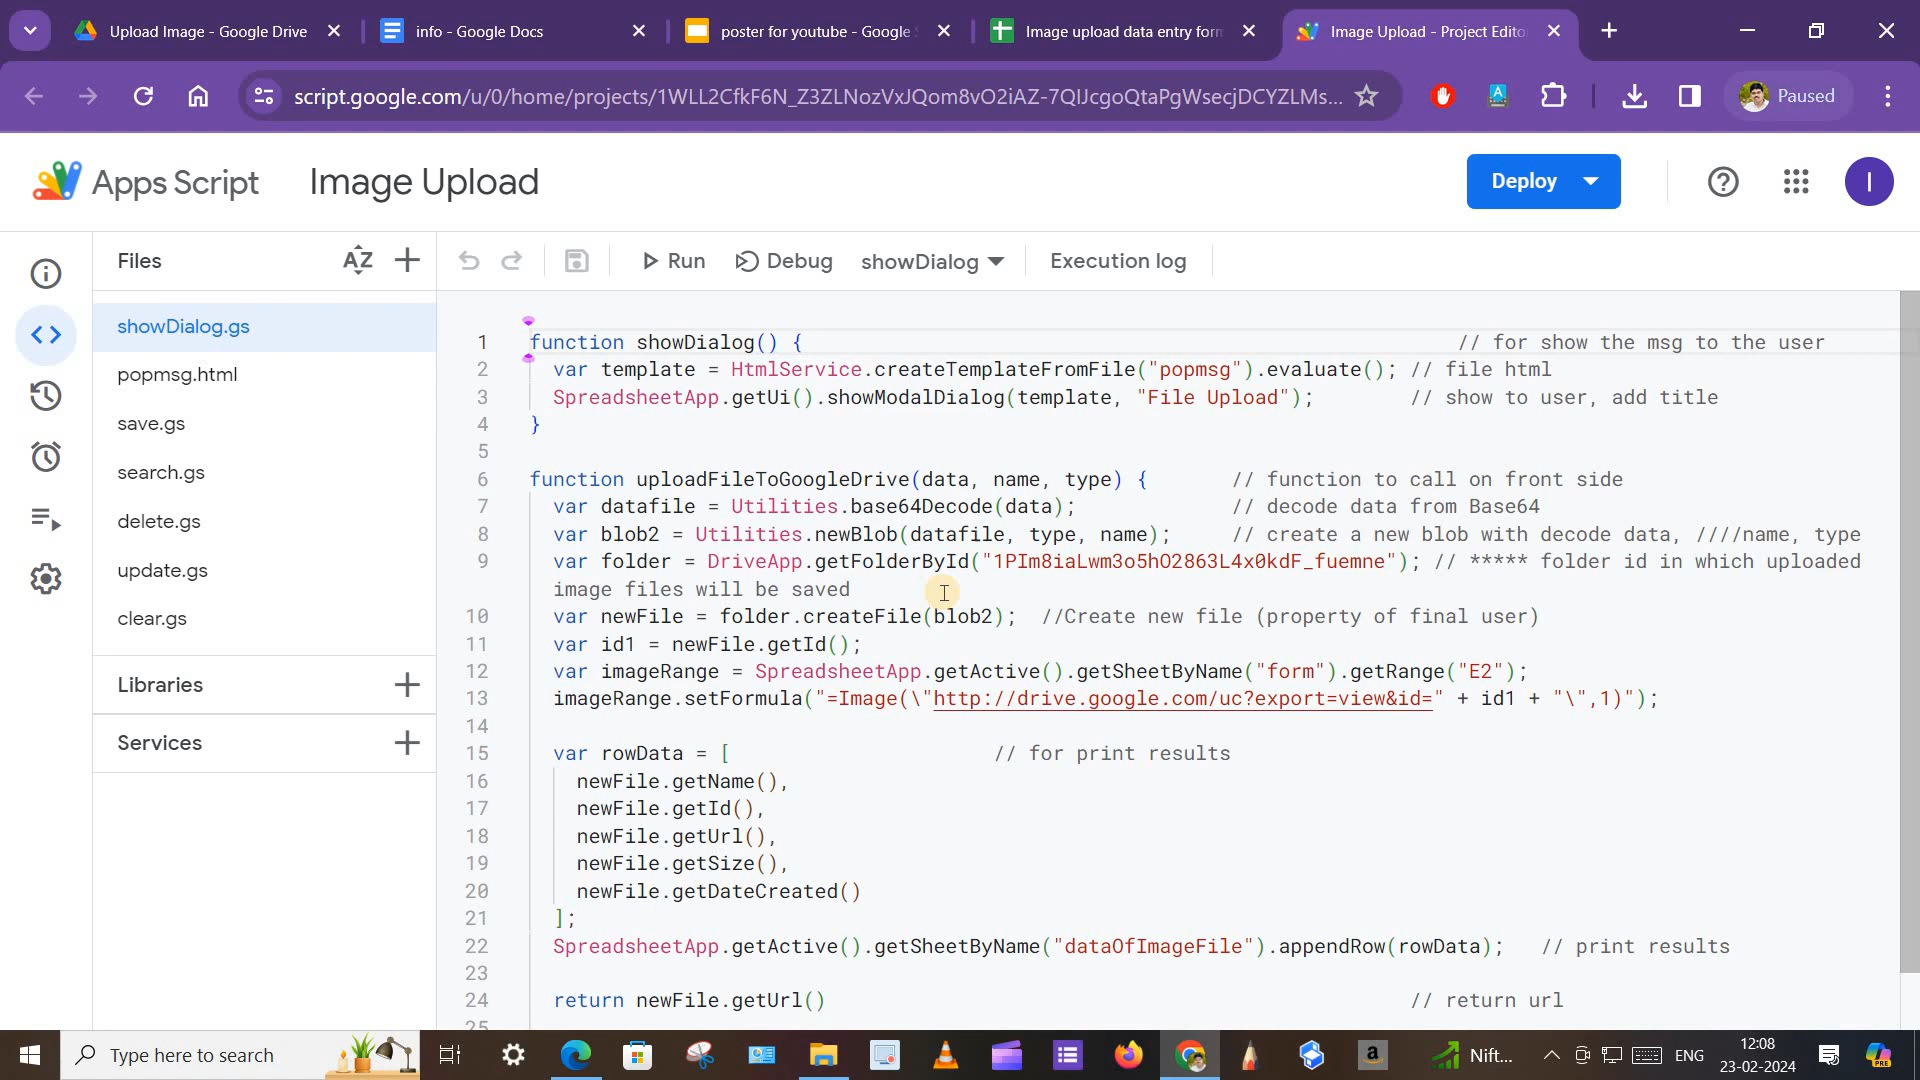 Upload Image - Google Drive
info - Google Docs
poster for youtube - Google S
Image upload data entry form
Image Upload - Project Edito
script.google.com/u/0/home/projects/1WLL2CfkF6N_Z3ZLNozVxJQom8vO2iAZ-7QIJcgoQtaPgWsecjDCYZLMs...
Paused
Apps Script
Image Upload
Deploy
I
Files
AZ
Run
Debug
showDialog
Execution log
showDialog.gs
popmsg.html
save.gs
search.gs
delete.gs
update.gs
clear.gs
Libraries
Services
1 function showDialog() { // for show the msg to the user
2 var template = HtmlService.createTemplateFromFile("popmsg").evaluate(); // file html
3 SpreadsheetApp.getUi().showModalDialog(template, "File Upload"); // show to user, add title
4 }
5
6 function uploadFileToGoogleDrive(data, name, type) { // function to call on front side
7 var datafile = Utilities.base64Decode(data); // decode data from Base64
8 var blob2 = Utilities.newBlob(datafile, type, name); // create a new blob with decode data, ////name, type
9 var folder = DriveApp.getFolderById("1PIm8iaLwm3o5hO2863L4x0kdF_fuemne"); // ***** folder id in which uploaded
image files will be saved
10 var newFile = folder.createFile(blob2); //Create new file (property of final user)
11 var id1 = newFile.getId();
12 var imageRange = SpreadsheetApp.getActive().getSheetByName("form").getRange("E2");
13 imageRange.setFormula("=Image(\"http://drive.google.com/uc?export=view&id=" + id1 + "\",1)");
14
15 var rowData = [ // for print results
16 newFile.getName(),
17 newFile.getId(),
18 newFile.getUrl(),
19 newFile.getSize(),
20 newFile.getDateCreated()
21 ];
22 SpreadsheetApp.getActive().getSheetByName("dataOfImageFile").appendRow(rowData); // print results
23
24 return newFile.getUrl() // return url
25
Type here to search
Nift...
ENG
12:08
23-02-2024